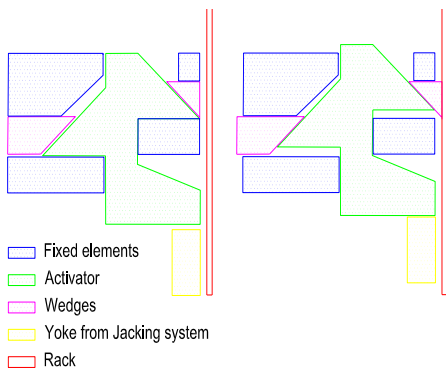 Fixed elements
Activator
Wedges
Yoke from Jacking system
Rack